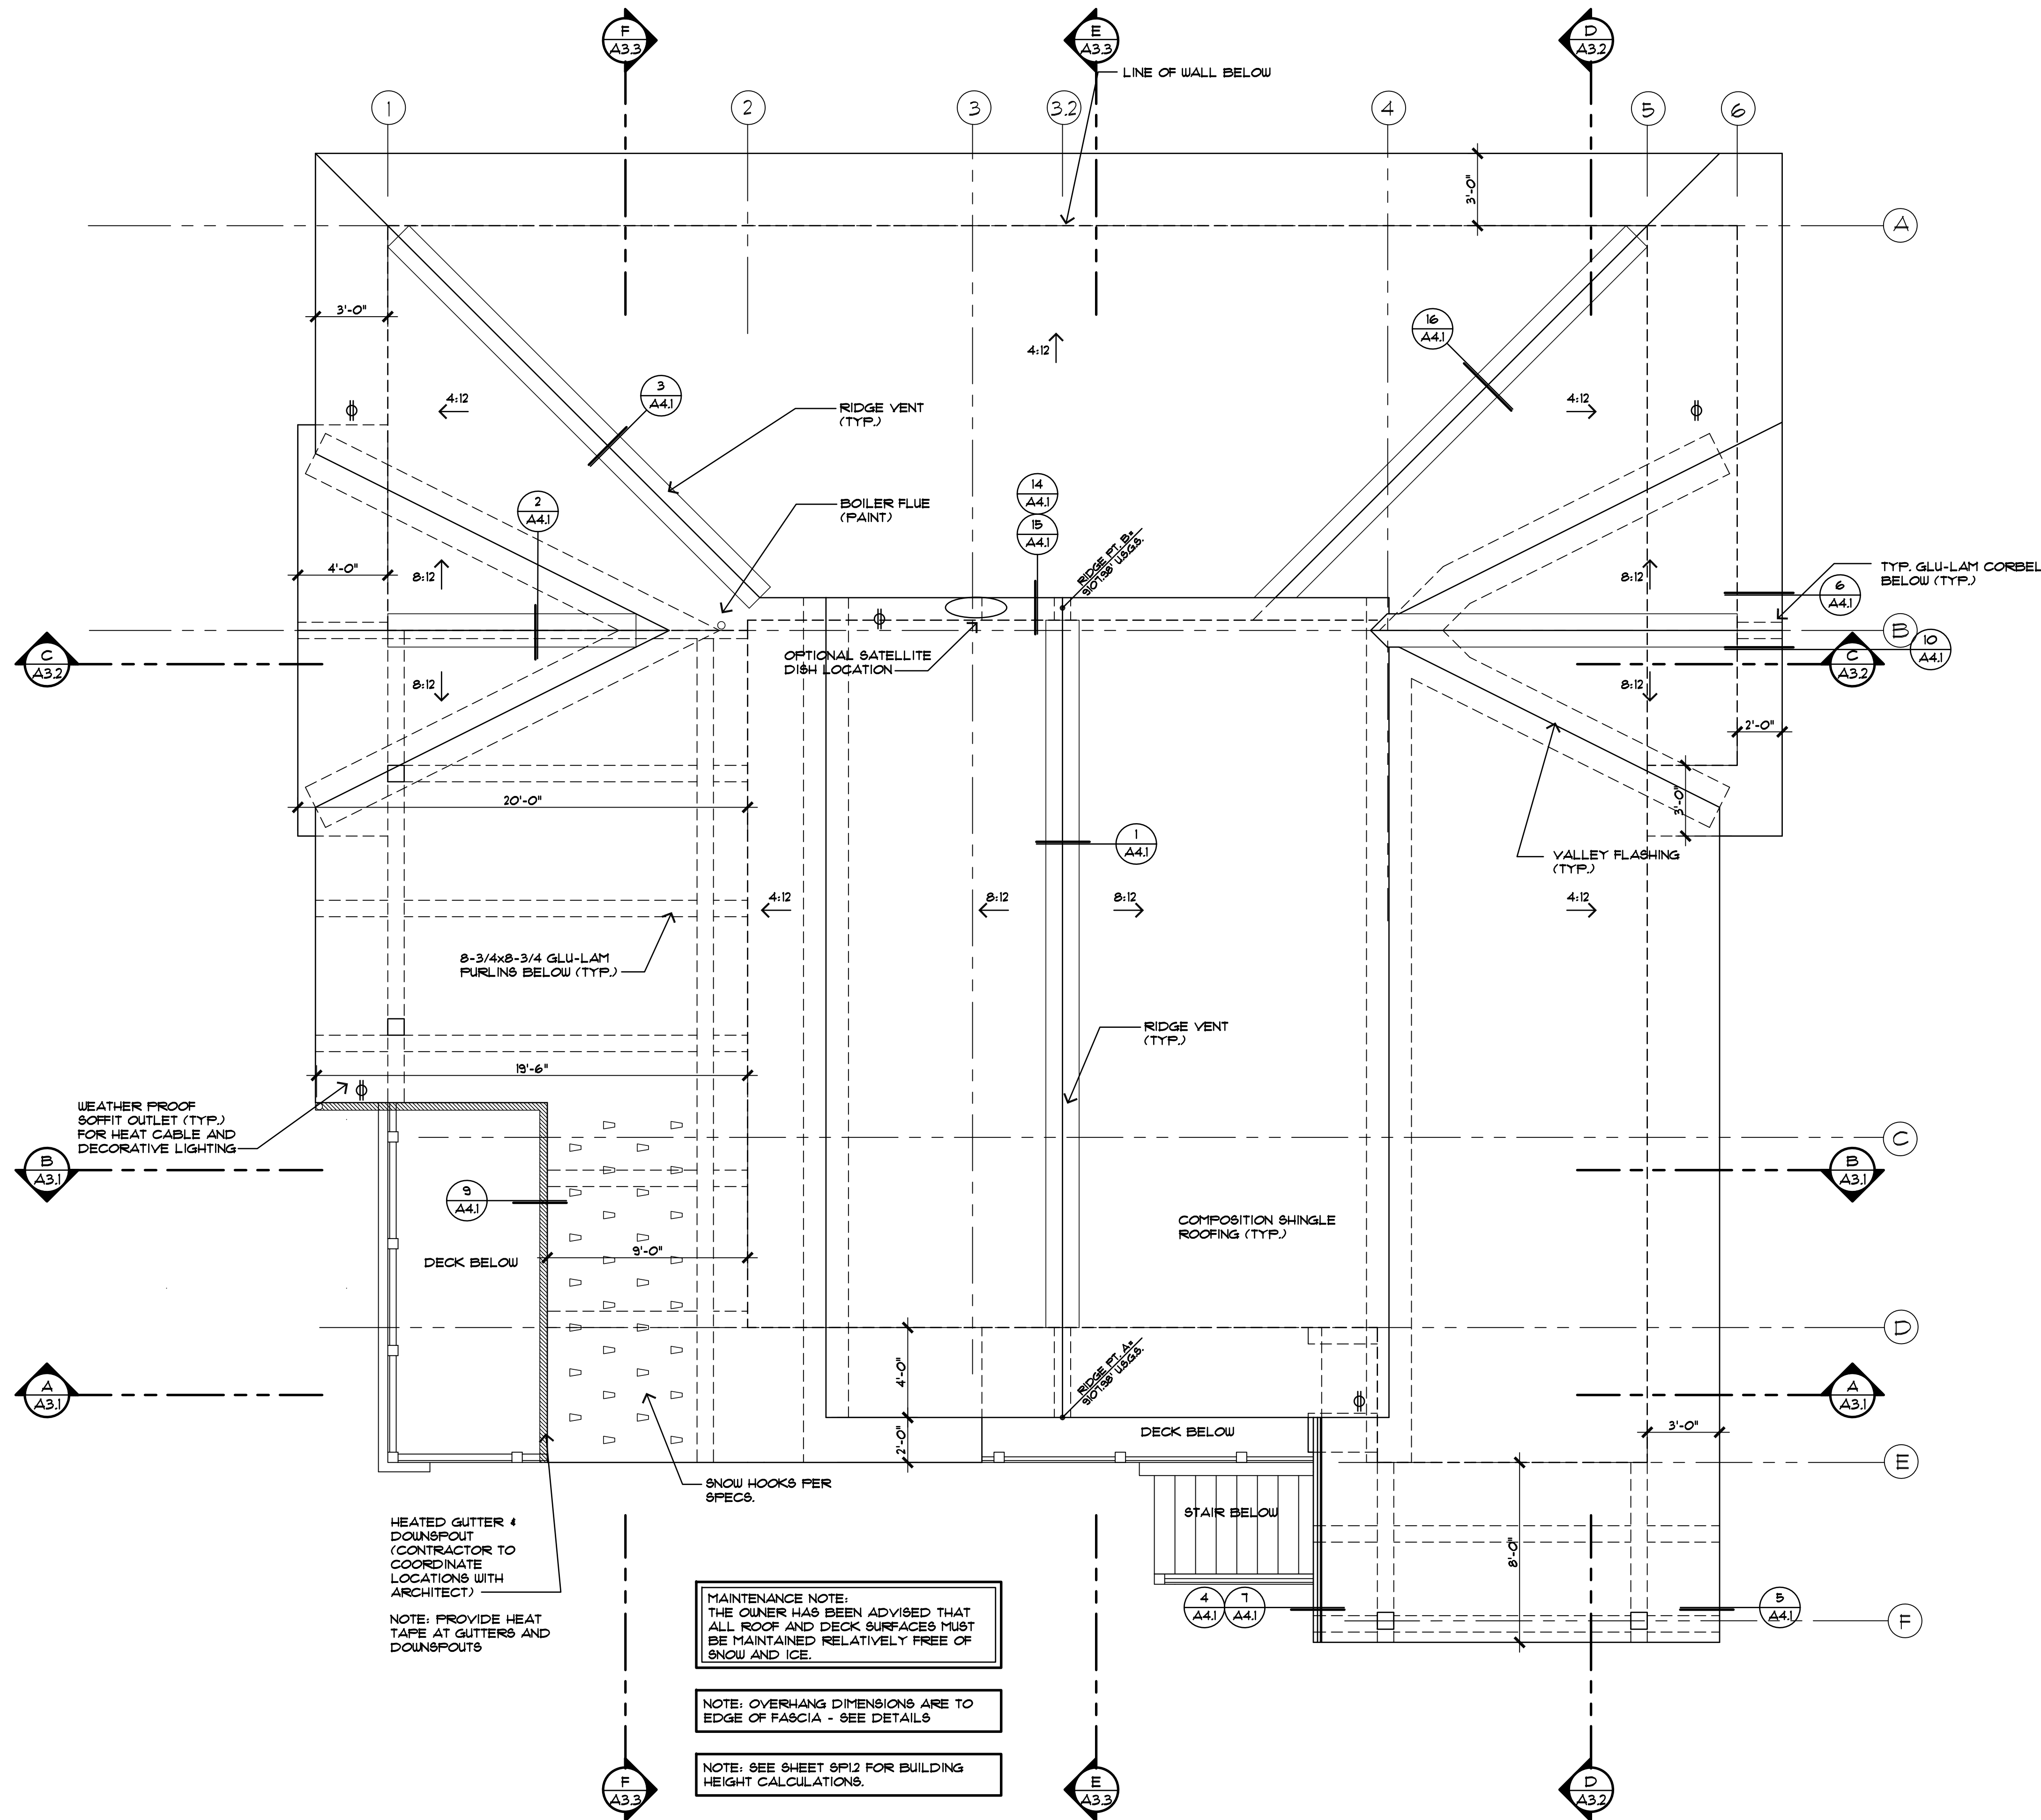 F
A3.3
E
A3.3
D
A3.2
LINE OF WALL BELOW
1
2
3
3.2
4
5
6
3'-0"
A
3'-0"
16
A4.1
4:12
3
A4.1
4:12
4:12
RIDGE VENT
(TYP.)
2
A4.1
BOILER FLUE
(PAINT)
14
A4.1
15
A4.1
RIDGE PT. B=
9107.98' U.S.G.S.
4'-0"
8:12
8:12
TYP. GLU-LAM CORBEL
BELOW (TYP.)
6
A4.1
B
10
A4.1
C
A3.2
OPTIONAL SATELLITE
DISH LOCATION
8:12
8:12
C
A3.2
2'-0"
20'-0"
3'-0"
1
A4.1
VALLEY FLASHING
(TYP.)
4:12
8:12
8:12
4:12
8-3/4x8-3/4 GLU-LAM
PURLINS BELOW (TYP.)
RIDGE VENT
(TYP.)
19'-6"
WEATHER PROOF
SOFFIT OUTLET (TYP.)
FOR HEAT CABLE AND
DECORATIVE LIGHTING
C
B
A3.1
B
A3.1
9
A4.1
COMPOSITION SHINGLE
ROOFING (TYP.)
DECK BELOW
9'-0"
D
4'-0"
RIDGE PT. A=
9107.98' U.S.G.S.
A
A3.1
A
A3.1
2'-0"
DECK BELOW
3'-0"
E
SNOW HOOKS PER
SPECS.
STAIR BELOW
8'-0"
HEATED GUTTER &
DOWNSPOUT
(CONTRACTOR TO
COORDINATE
LOCATIONS WITH
ARCHITECT)
NOTE: PROVIDE HEAT
TAPE AT GUTTERS AND
DOWNSPOUTS
4
A4.1
7
A4.1
5
A4.1
F
MAINTENANCE NOTE:
THE OWNER HAS BEEN ADVISED THAT
ALL ROOF AND DECK SURFACES MUST
BE MAINTAINED RELATIVELY FREE OF
SNOW AND ICE.
NOTE: OVERHANG DIMENSIONS ARE TO
EDGE OF FASCIA - SEE DETAILS
NOTE: SEE SHEET SP1.2 FOR BUILDING
HEIGHT CALCULATIONS.
F
A3.3
E
A3.3
D
A3.2